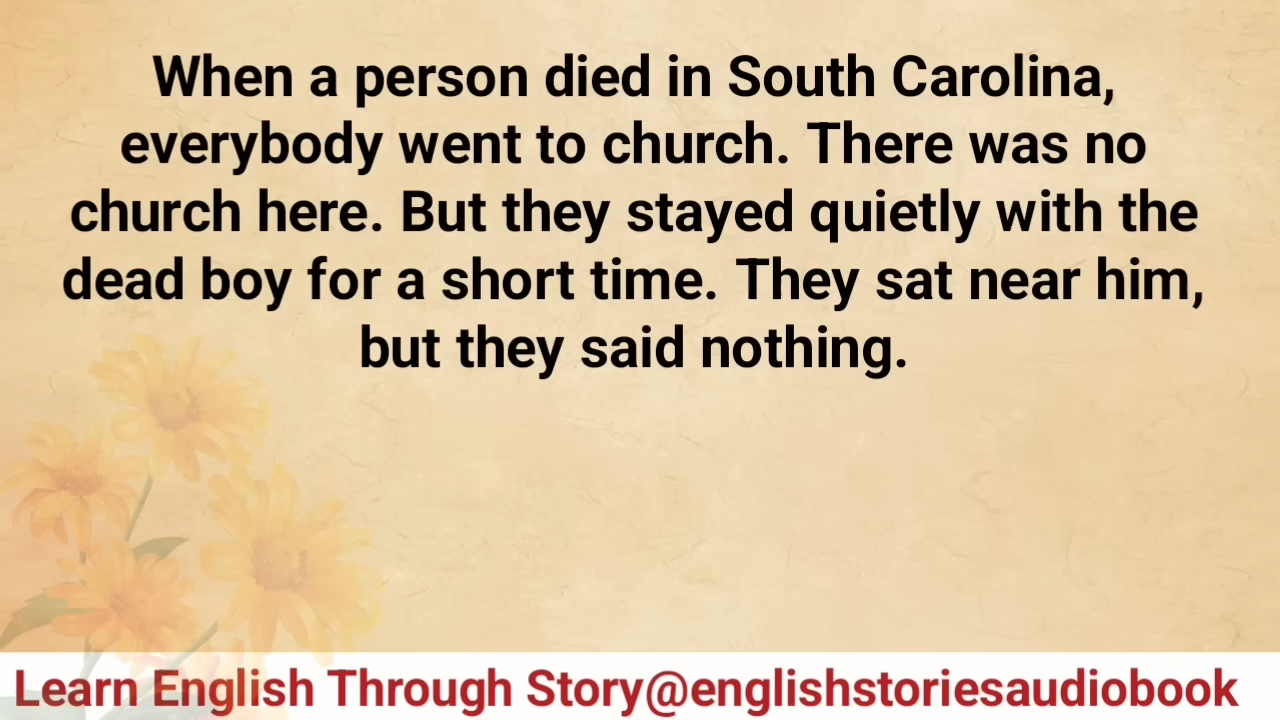 When a person died in South Carolina,
everybody went to church. There was no
church here. But they stayed quietly with the
dead boy for a short time. They sat near him,
but they said nothing.
Learn English Through Story@englishstoriesaudiobook